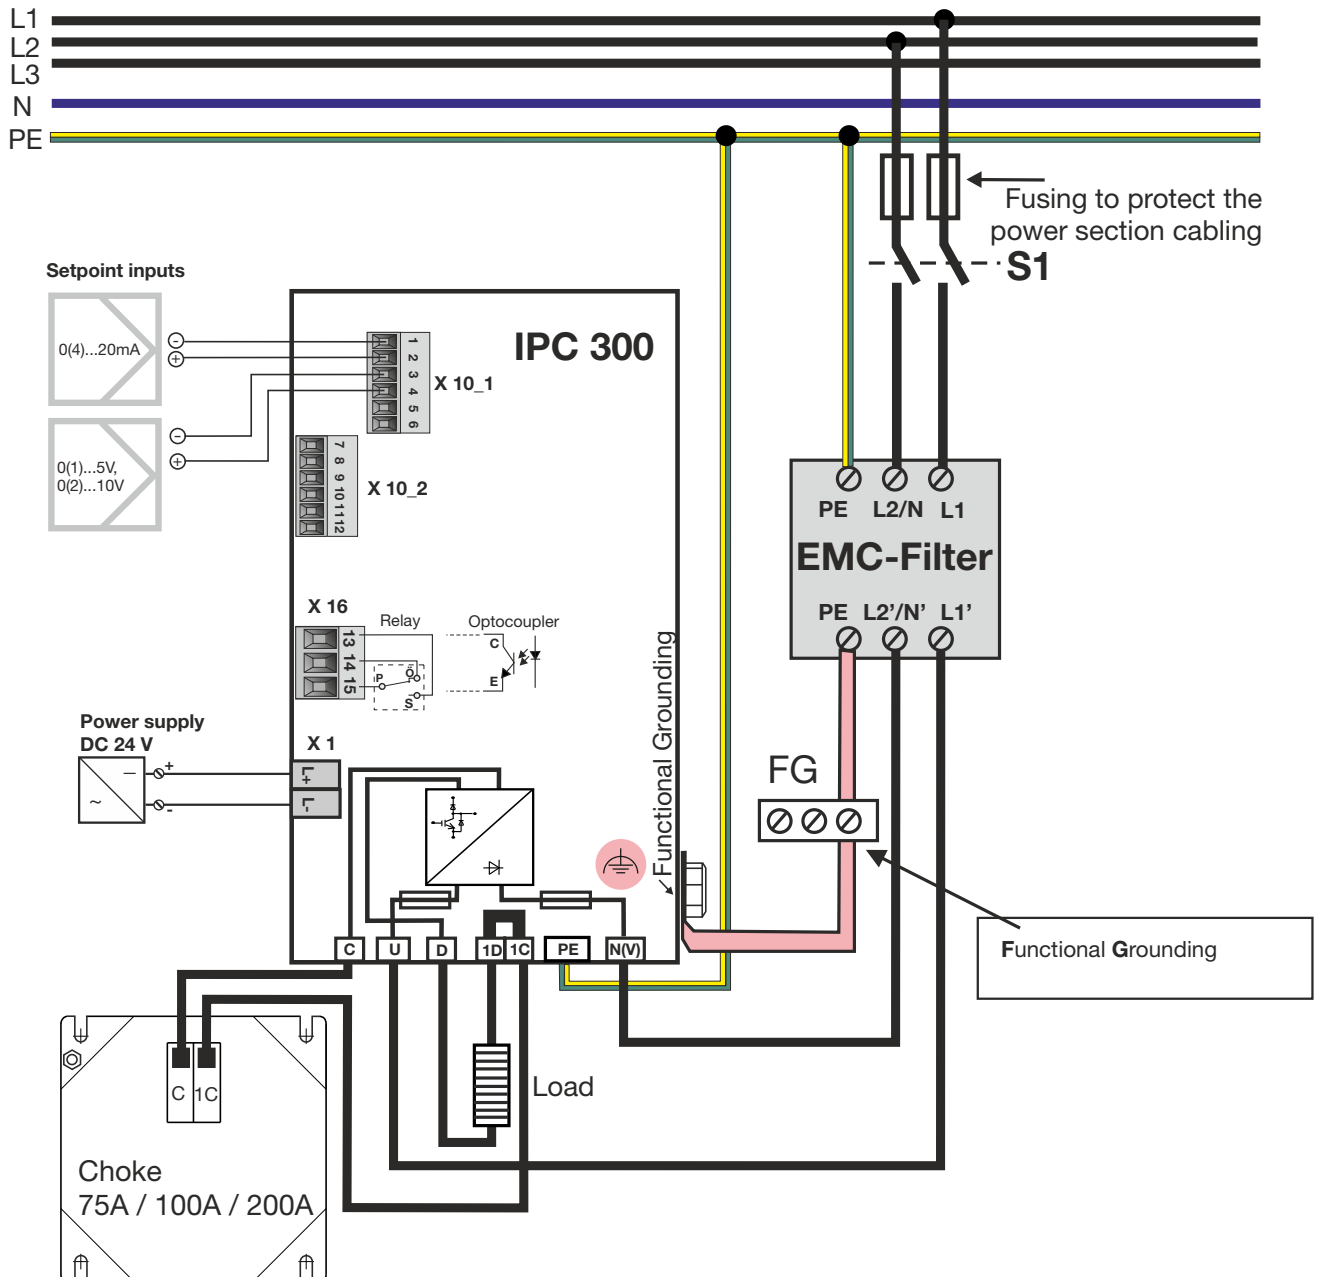 L1
L2
L3
N
PE
Fusing to protect the
power section cabling
S1
Setpoint inputs
0(4)...20mA
-
+
0(1)...5V,
0(2)...10V
-
+
IPC 300
1
2
3
4
5
6
X 10_1
7
8
9
10
11
12
X 10_2
PE L2/N L1
EMC-Filter
PE L2'/N' L1'
X 16
13
14
15
Relay
P
Ö
S
Optocoupler
C
E
Functional Grounding
Power supply
DC 24 V
+
-
X 1
L+
L-
FG
Functional Grounding
C U D 1D 1C PE N(V)
Load
C 1C
Choke
75A / 100A / 200A